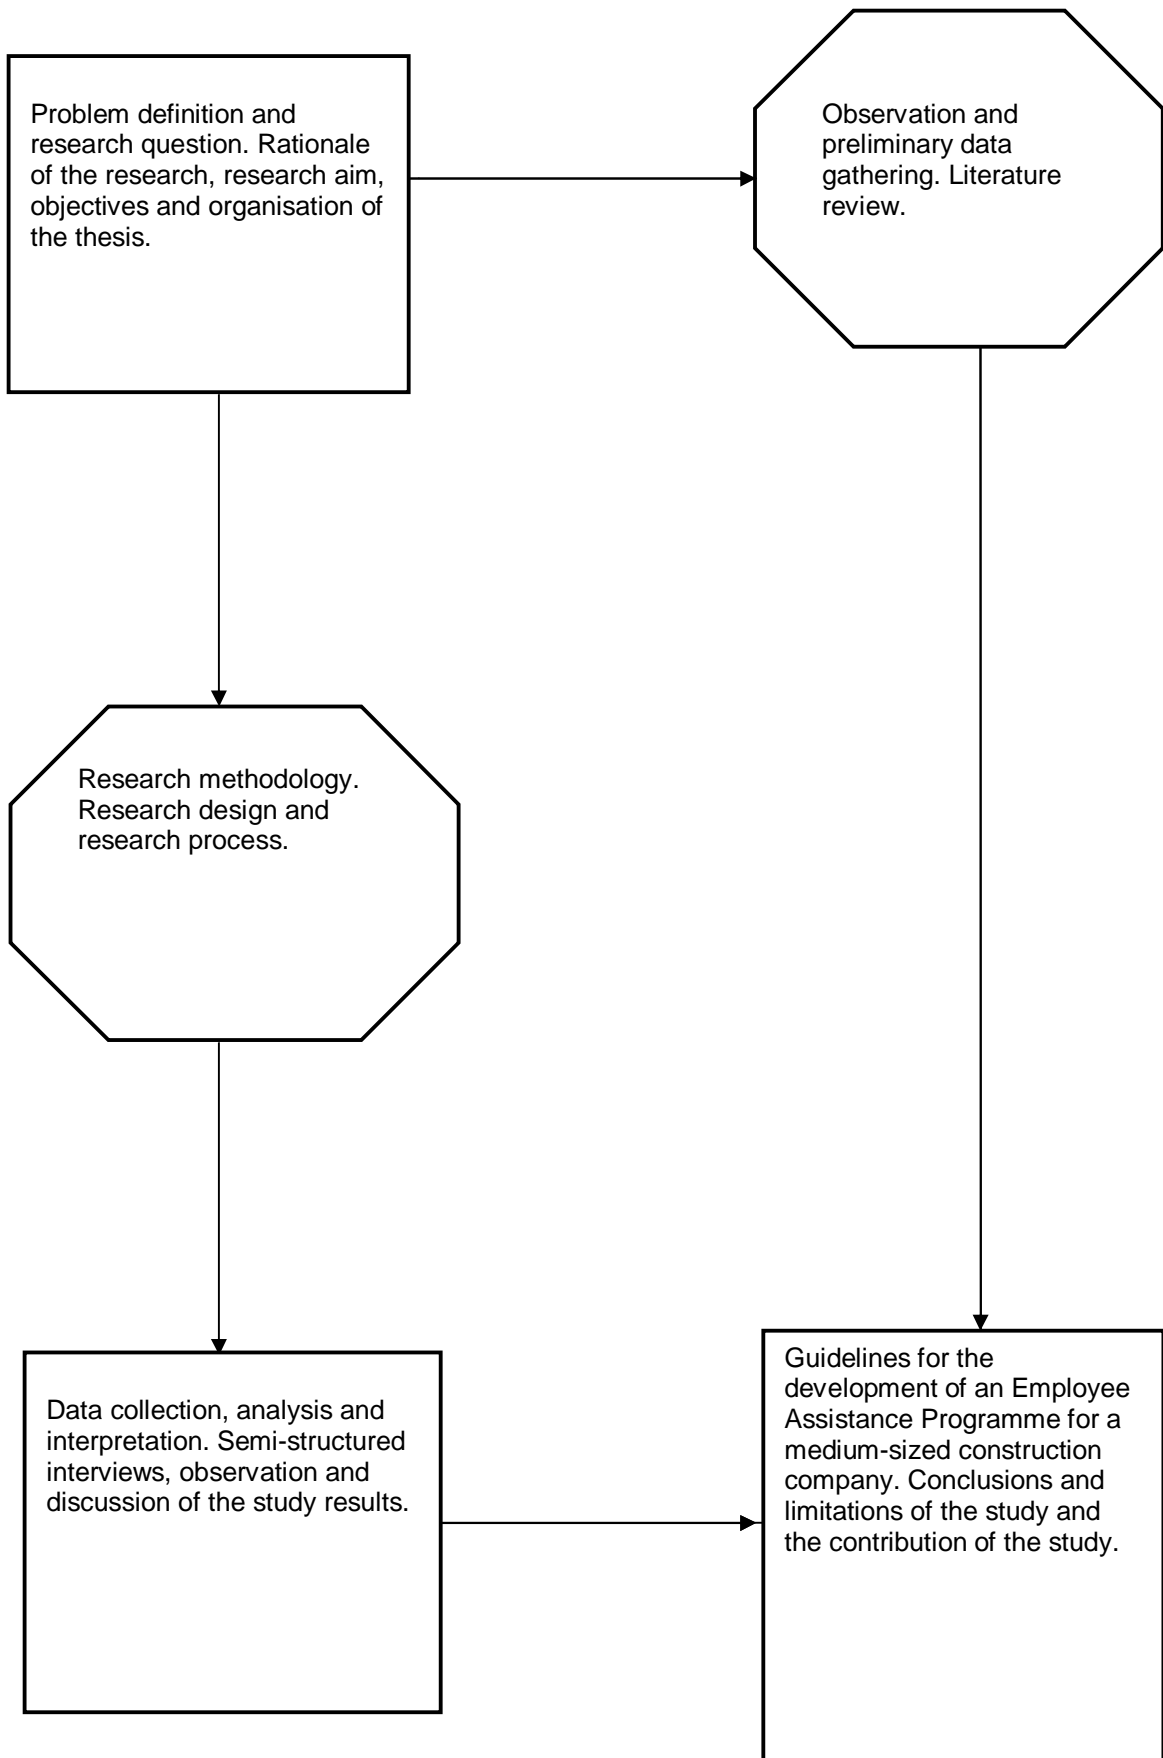 Problem definition and
research question. Rationale
of the research, research aim,
objectives and organisation of
the thesis.
Observation and
preliminary data
gathering. Literature
review.
Research methodology.
Research design and
research process.
Data collection, analysis and
interpretation. Semi-structured
interviews, observation and
discussion of the study results.
Guidelines for the
development of an Employee
Assistance Programme for a
medium-sized construction
company. Conclusions and
limitations of the study and
the contribution of the study.